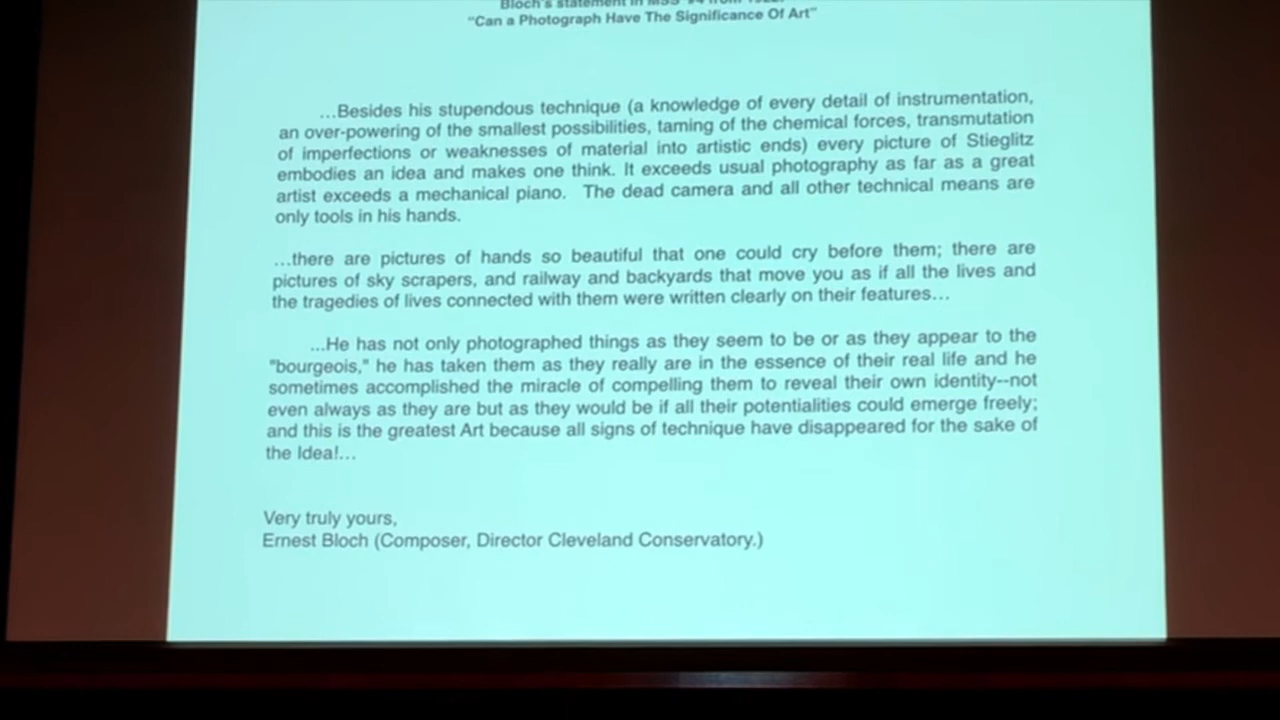 Bloch's statement in MSS #4 from 1922:
"Can a Photograph Have The Significance Of Art"
...Besides his stupendous technique (a knowledge of every detail of instrumentation,
an over-powering of the smallest possibilities, taming of the chemical forces, transmutation
of imperfections or weaknesses of material into artistic ends) every picture of Stieglitz
embodies an idea and makes one think. It exceeds usual photography as far as a great
artist exceeds a mechanical piano. The dead camera and all other technical means are
only tools in his hands.
...there are pictures of hands so beautiful that one could cry before them; there are
pictures of sky scrapers, and railway and backyards that move you as if all the lives and
the tragedies of lives connected with them were written clearly on their features...
...He has not only photographed things as they seem to be or as they appear to the
"bourgeois," he has taken them as they really are in the essence of their real life and he
sometimes accomplished the miracle of compelling them to reveal their own identity--not
even always as they are but as they would be if all their potentialities could emerge freely;
and this is the greatest Art because all signs of technique have disappeared for the sake of
the Idea!...
Very truly yours,
Ernest Bloch (Composer, Director Cleveland Conservatory.)